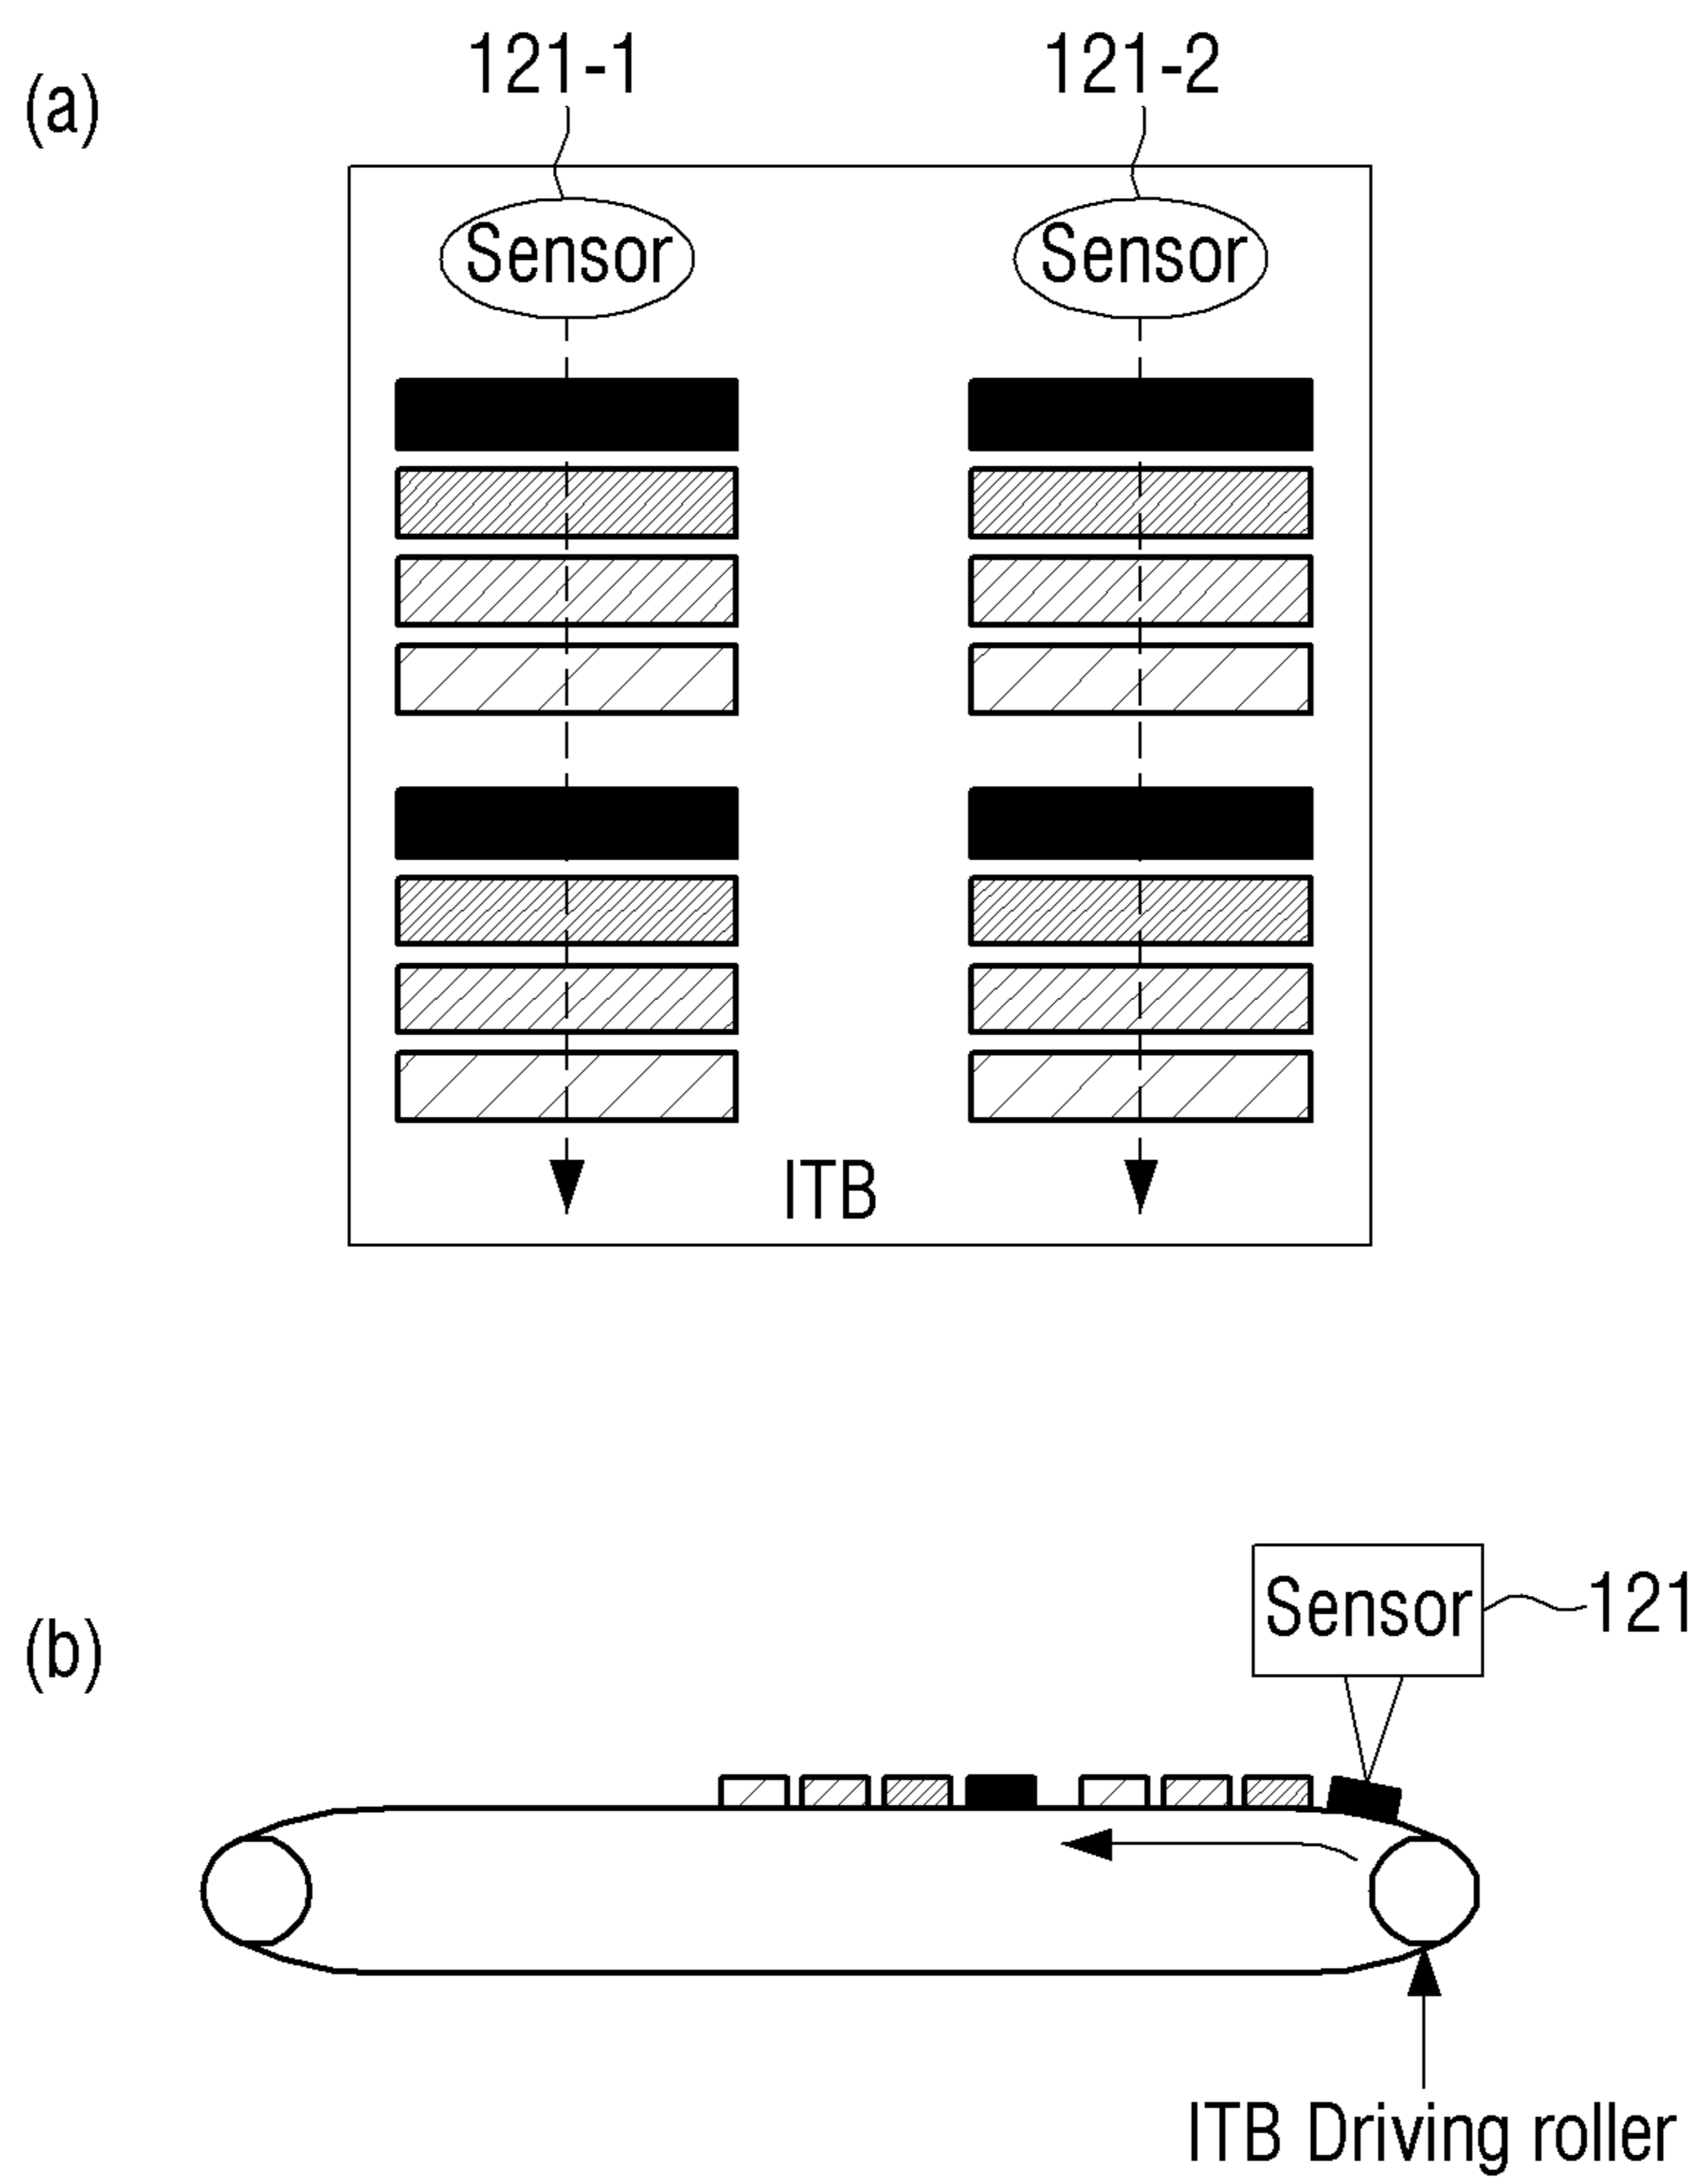 (a)
121-1
121-2
Sensor
Sensor
ITB
(b)
Sensor
121
ITB Driving roller